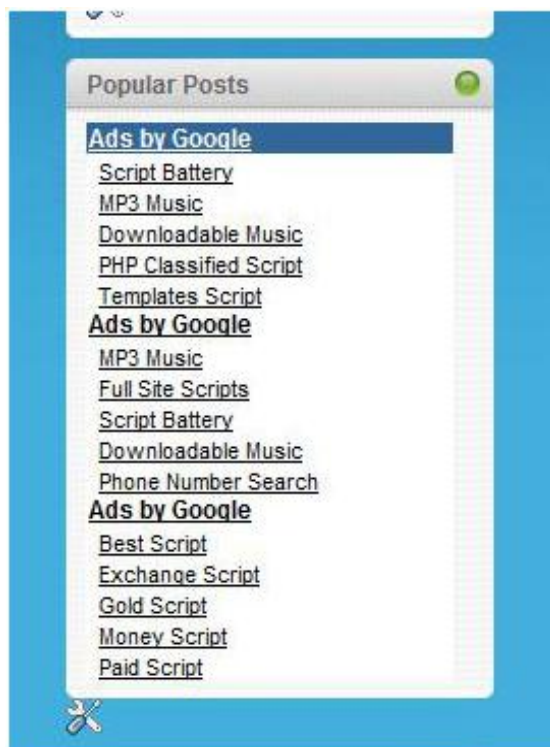 Popular Posts
Ads by Google
Script Battery
MP3 Music
Downloadable Music
PHP Classified Script
Templates Script
Ads by Google
MP3 Music
Full Site Scripts
Script Battery
Downloadable Music
Phone Number Search
Ads by Google
Best Script
Exchange Script
Gold Script
Money Script
Paid Script